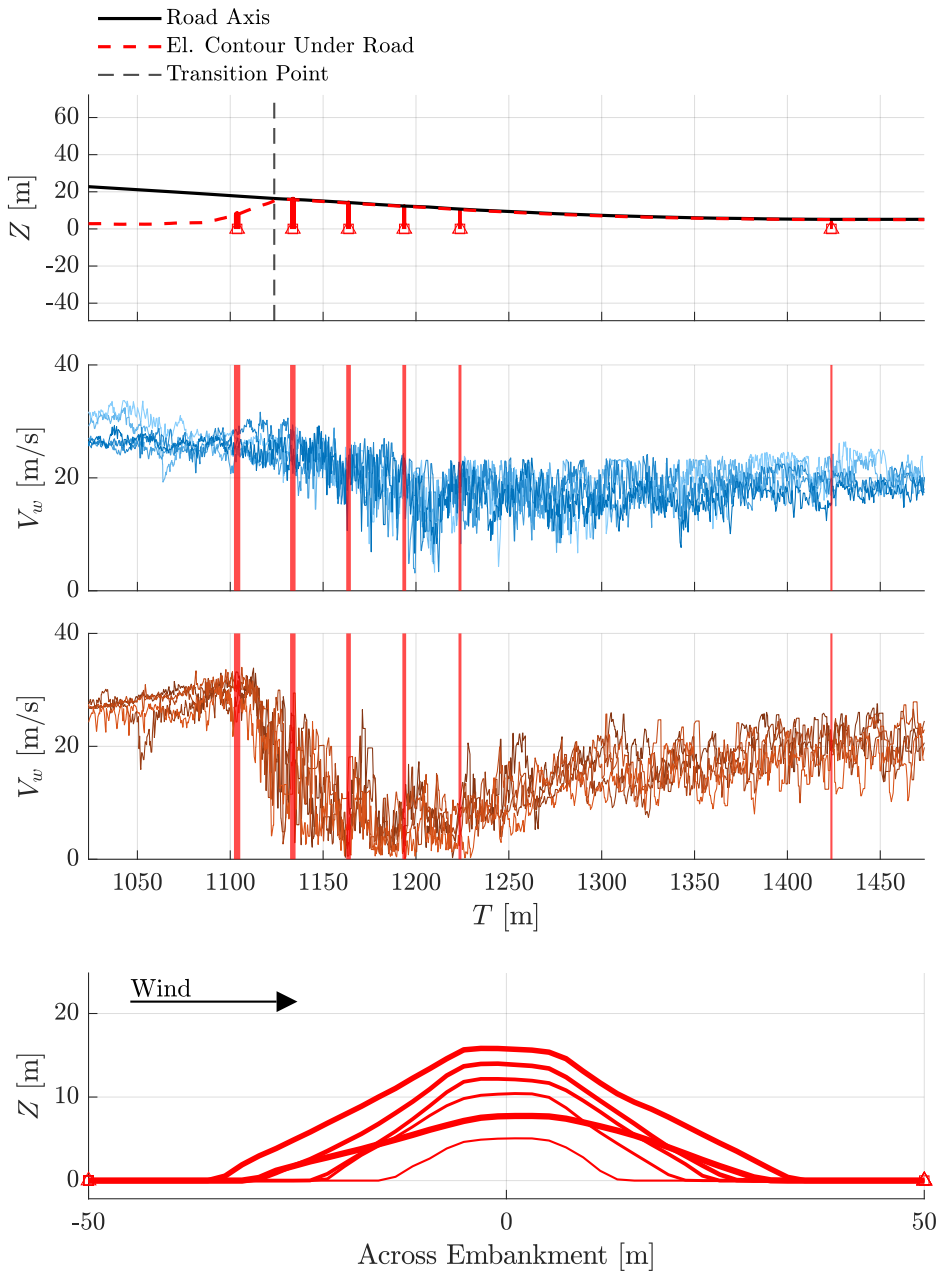 Road Axis
El. Contour Under Road
Transition Point
60
40
20
0
-20
-40
Z [m]
40
20
0
V_w [m/s]
40
20
0
V_w [m/s]
1050 1100 1150 1200 1250 1300 1350 1400 1450
T [m]
Wind
20
10
0
Z [m]
-50 0 50
Across Embankment [m]